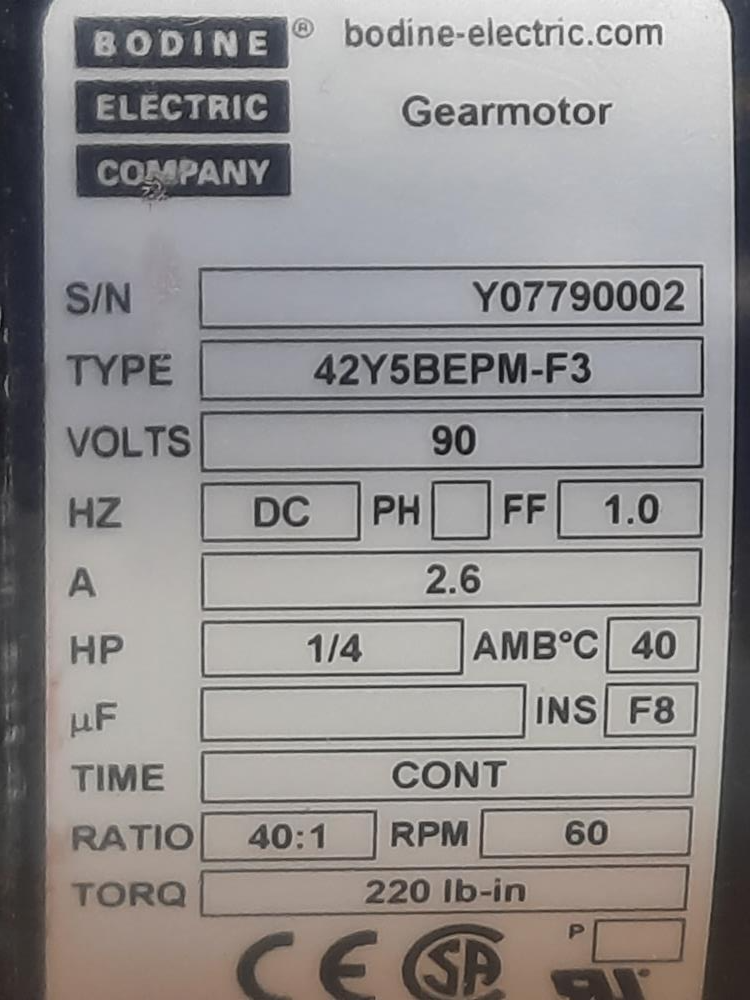 BODINE ® bodine-electric.com
ELECTRIC Gearmotor
COMPANY
S/N Y07790002
TYPE 42Y5BEPM-F3
VOLTS 90
HZ DC PH FF 1.0
A 2.6
HP 1/4 AMB°C 40
µF INS F8
TIME CONT
RATIO 40:1 RPM 60
TORQ 220 lb-in
CE SA P